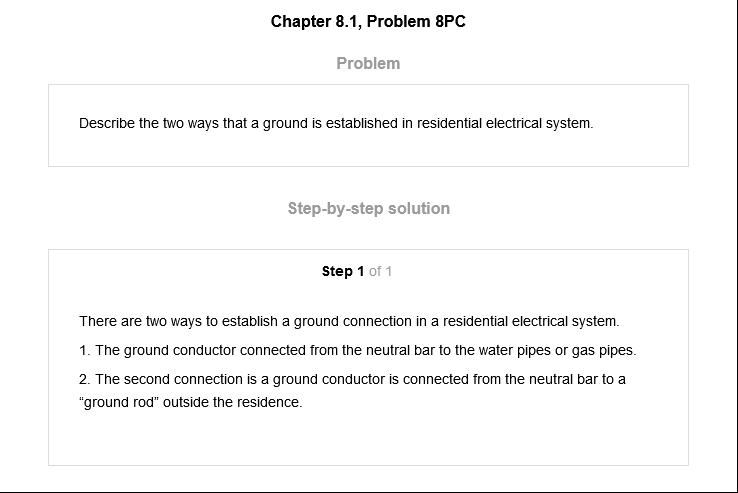 Chapter 8.1, Problem 8PC
Problem
Describe the two ways that a ground is established in residential electrical system.
Step-by-step solution
Step 1 of 1
There are two ways to establish a ground connection in a residential electrical system.
1. The ground conductor connected from the neutral bar to the water pipes or gas pipes.
2. The second connection is a ground conductor is connected from the neutral bar to a
“ground rod” outside the residence.